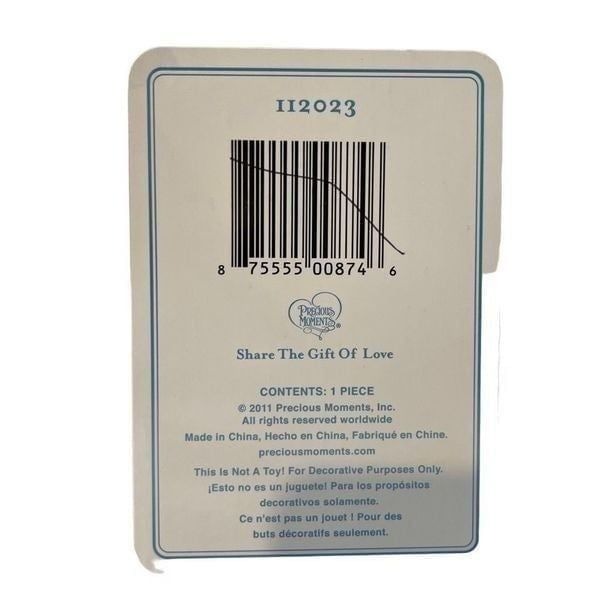 112023
8 75555 00874 6
PRECIOUS
MOMENTS®
Share The Gift Of Love
CONTENTS: 1 PIECE
© 2011 Precious Moments, Inc.
All rights reserved worldwide
Made in China, Hecho en China, Fabriqué en Chine.
preciousmoments.com
This Is Not A Toy! For Decorative Purposes Only.
¡Esto no es un juguete! Para los propósitos
decorativos solamente.
Ce n'est pas un jouet ! Pour des
buts décoratifs seulement.